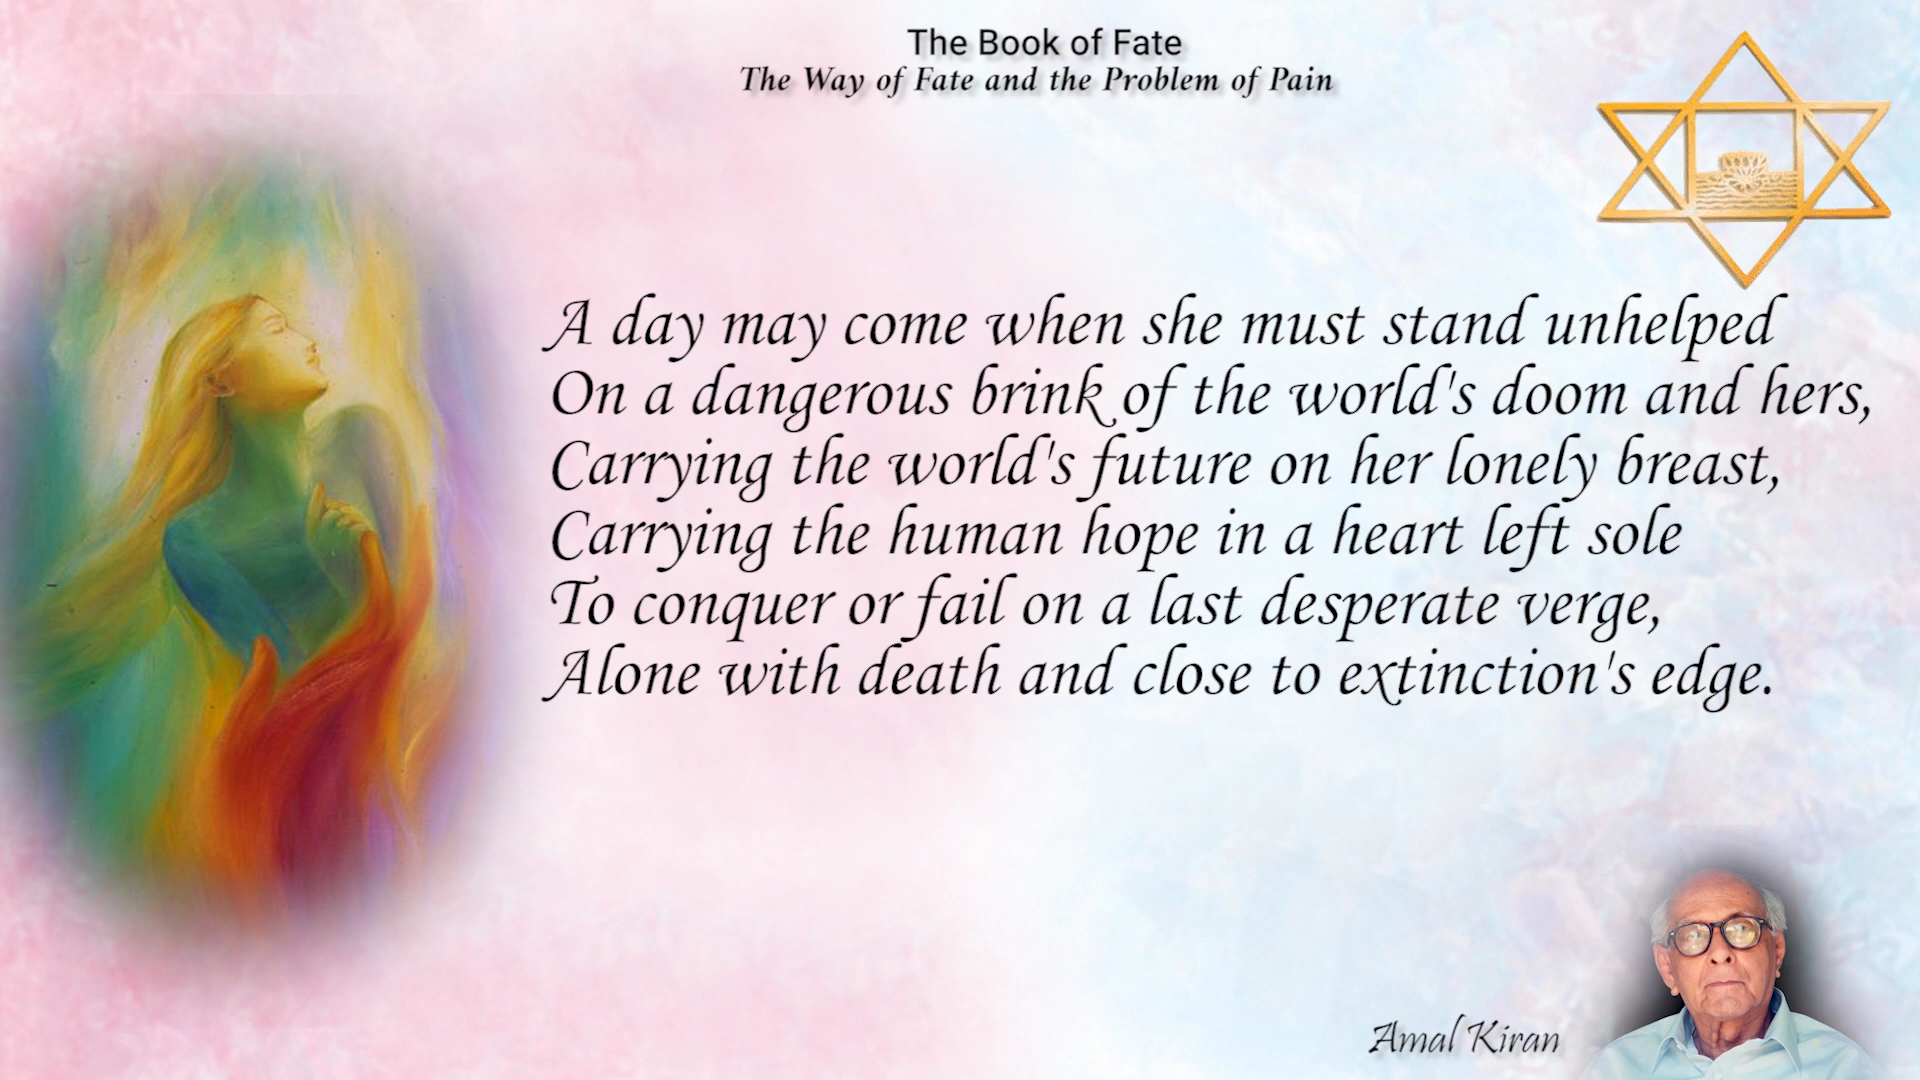 The Book of Fate
The Way of Fate and the Problem of Pain
A day may come when she must stand unhelped
On a dangerous brink of the world's doom and hers,
Carrying the world's future on her lonely breast,
Carrying the human hope in a heart left sole
To conquer or fail on a last desperate verge,
Alone with death and close to extinction's edge.
Amal Kiran